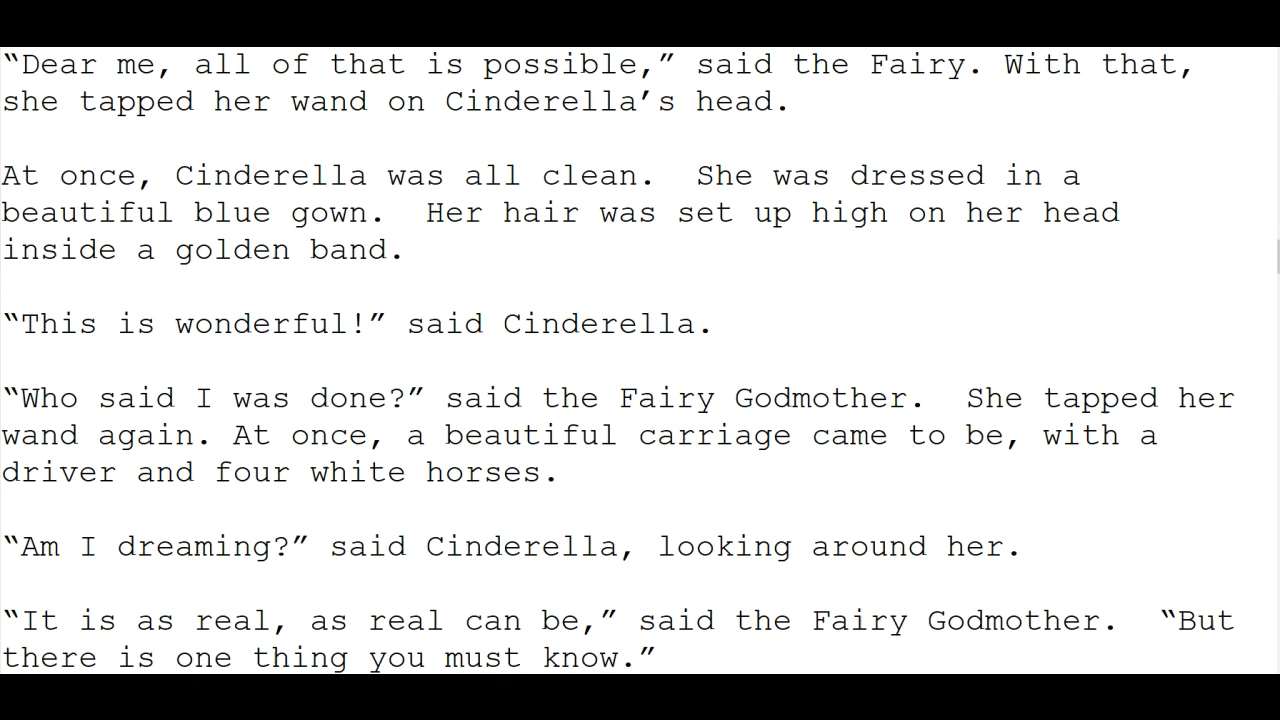 “Dear me, all of that is possible,” said the Fairy. With that,
she tapped her wand on Cinderella’s head.
At once, Cinderella was all clean.  She was dressed in a
beautiful blue gown.  Her hair was set up high on her head
inside a golden band.
“This is wonderful!” said Cinderella.
“Who said I was done?” said the Fairy Godmother.  She tapped her
wand again. At once, a beautiful carriage came to be, with a
driver and four white horses.
“Am I dreaming?” said Cinderella, looking around her.
“It is as real, as real can be,” said the Fairy Godmother.  “But
there is one thing you must know.”